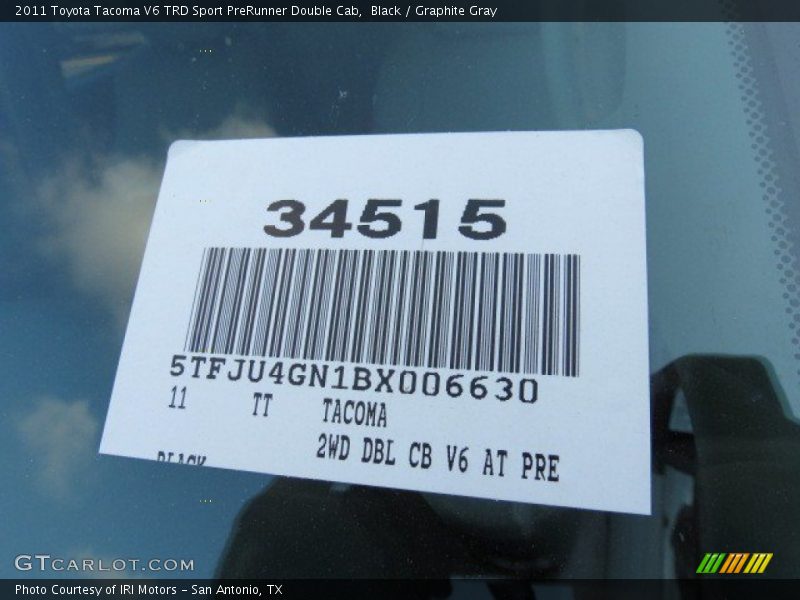 2011 Toyota Tacoma V6 TRD Sport PreRunner Double Cab,  Black / Graphite Gray
34515
5TFJU4GN1BX006630
11 TT TACOMA
2WD DBL CB V6 AT PRE
BLACK
GTCARLOT.COM
Photo Courtesy of IRI Motors – San Antonio, TX